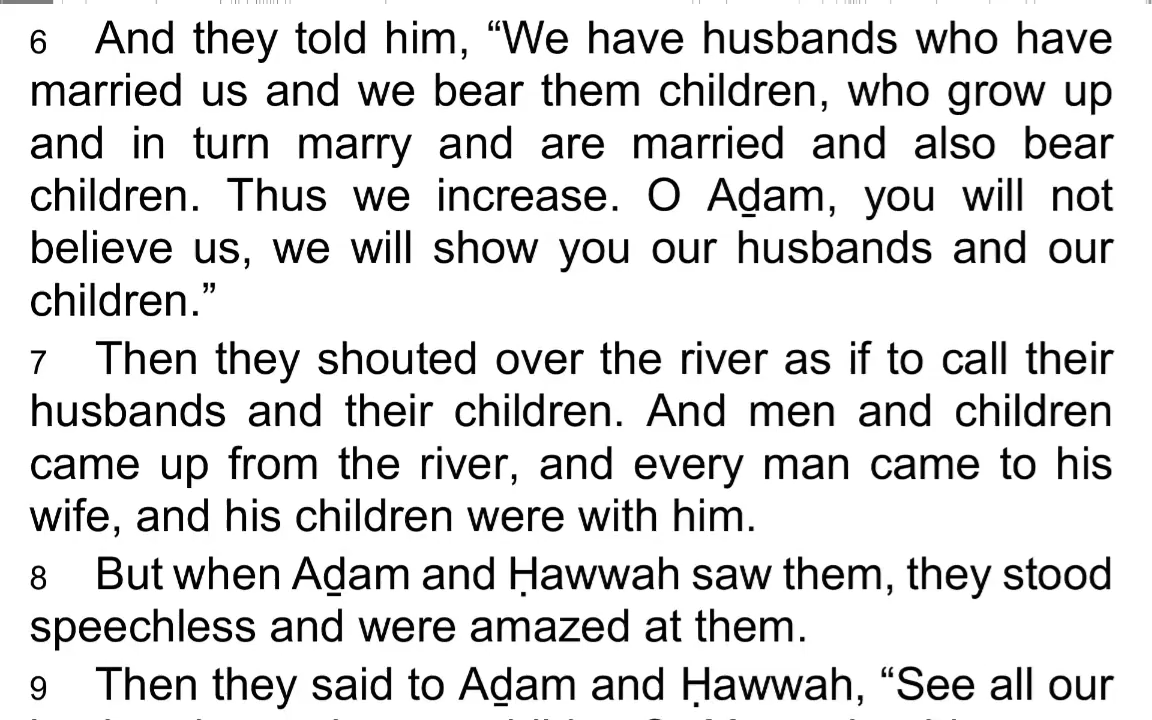 6 And they told him, “We have husbands who have
married us and we bear them children, who grow up
and in turn marry and are married and also bear
children. Thus we increase. O Aḏam, you will not
believe us, we will show you our husbands and our
children.”
7 Then they shouted over the river as if to call their
husbands and their children. And men and children
came up from the river, and every man came to his
wife, and his children were with him.
8 But when Aḏam and Ḥawwah saw them, they stood
speechless and were amazed at them.
9 Then they said to Aḏam and Ḥawwah, “See all our